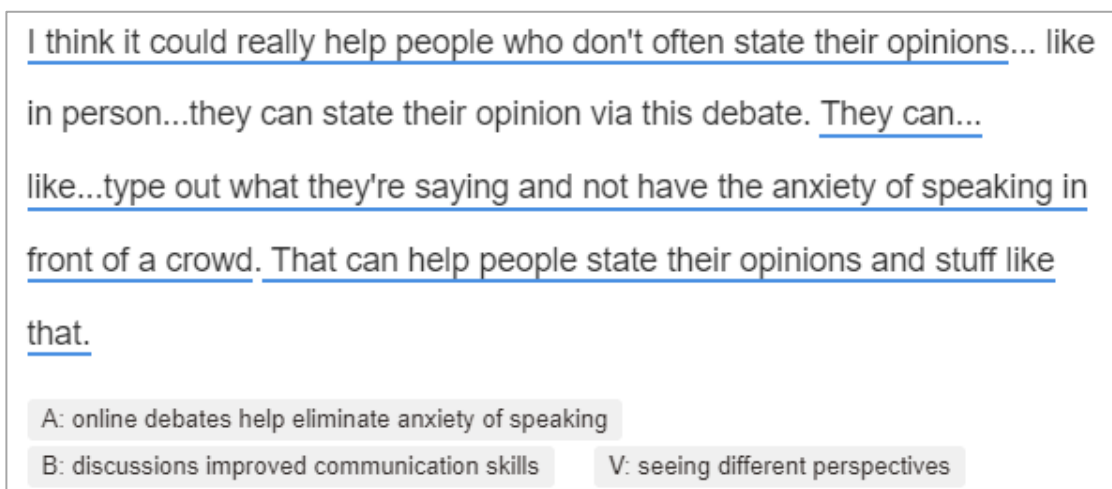 I think it could really help people who don't often state their opinions... like
in person...they can state their opinion via this debate. They can...
like...type out what they're saying and not have the anxiety of speaking in
front of a crowd. That can help people state their opinions and stuff like
that.
A: online debates help eliminate anxiety of speaking
B: discussions improved communication skills V: seeing different perspectives